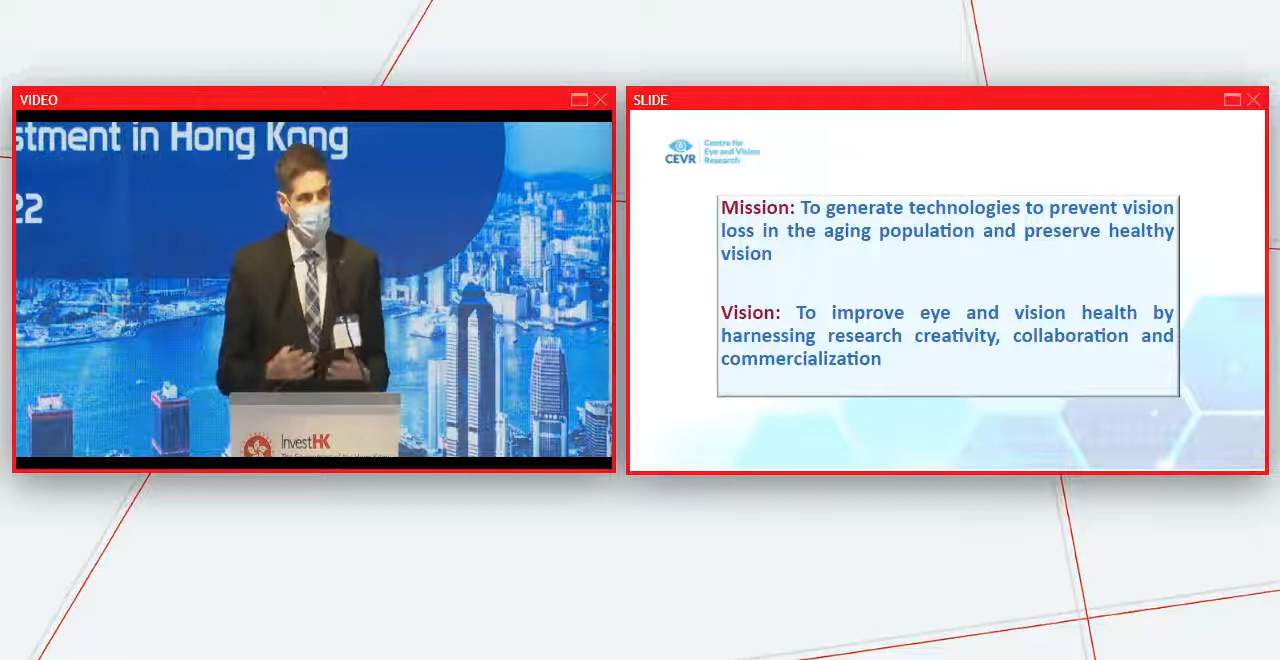 VIDEO
stment in Hong Kong
22
InvestHK
SLIDE
CEVR
Centre for
Eye and Vision
Research
Mission: To generate technologies to prevent vision
loss in the aging population and preserve healthy
vision
Vision: To improve eye and vision health by
harnessing research creativity, collaboration and
commercialization